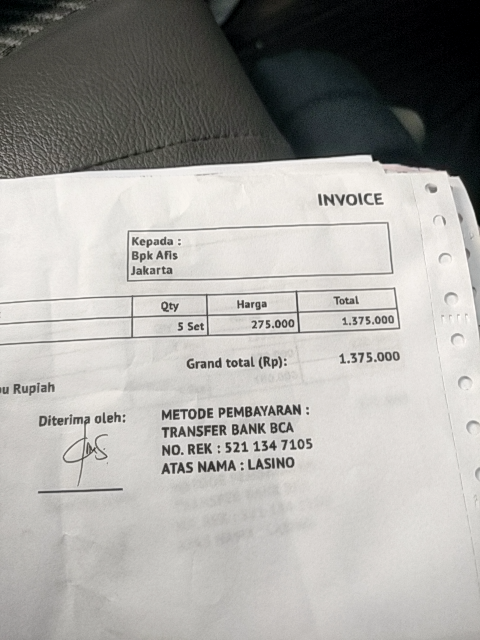 INVOICE
Kepada :
Bpk Afis
Jakarta
Qty Harga Total
5 Set 275.000 1.375.000
Grand total (Rp): 1.375.000
Rupiah
Diterima oleh:
METODE PEMBAYARAN :
TRANSFER BANK BCA
NO. REK : 521 134 7105
ATAS NAMA : LASINO